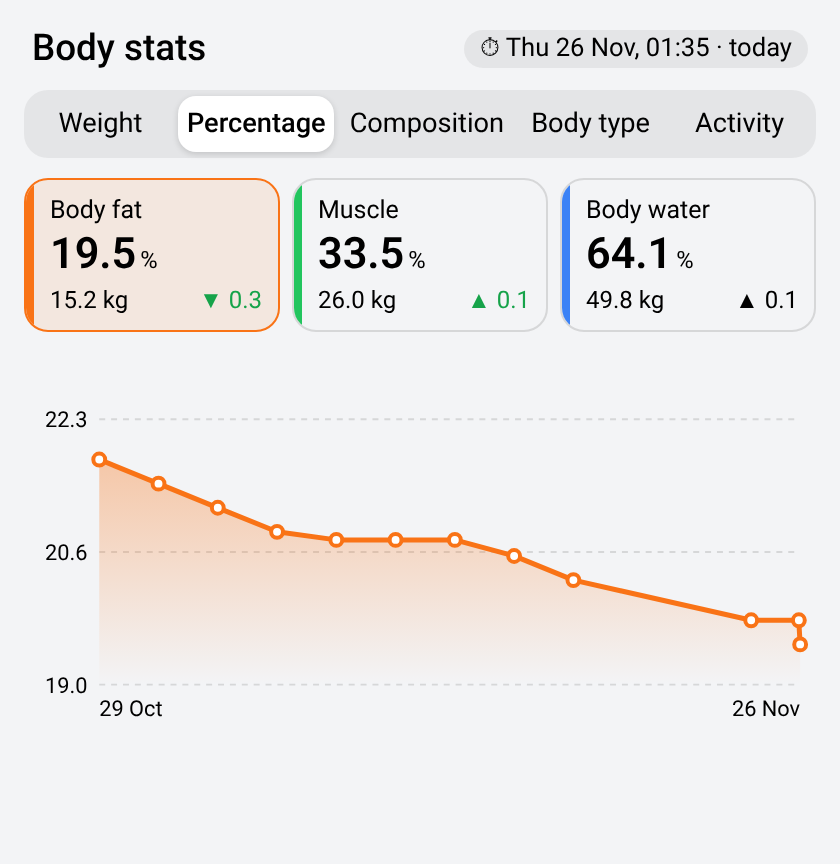 Body stats
⏱ Thu 26 Nov, 01:35 · today
Weight Percentage Composition Body type Activity
Body fat
19.5 %
15.2 kg ▼ 0.3
Muscle
33.5 %
26.0 kg ▲ 0.1
Body water
64.1 %
49.8 kg ▲ 0.1
22.3
20.6
19.0
29 Oct 26 Nov